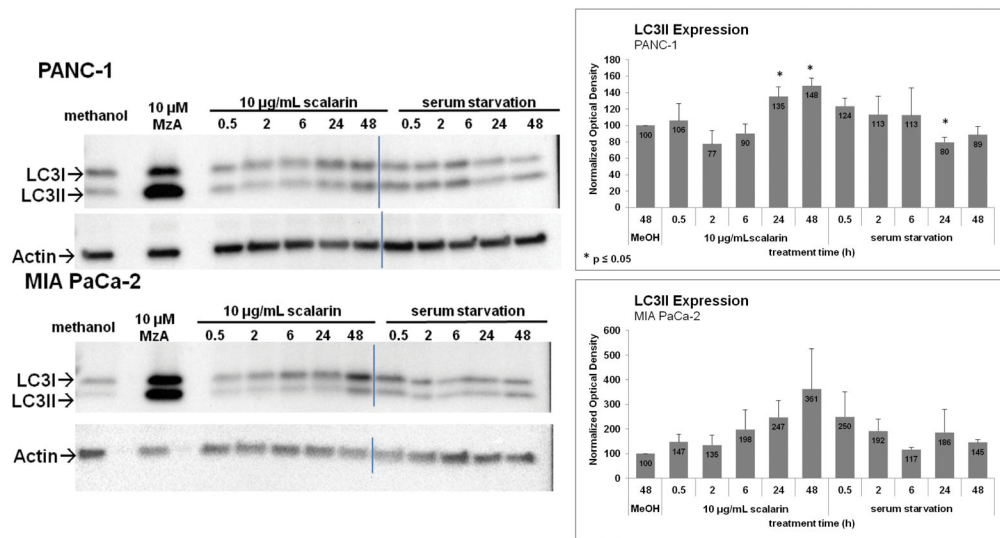 PANC-1
methanol
10 µM
MzA
10 µg/mL scalarin
serum starvation
0.5 2 6 24 48 0.5 2 6 24 48
LC3I→
LC3II→
Actin→
MIA PaCa-2
methanol
10 µM
MzA
10 µg/mL scalarin
serum starvation
0.5 2 6 24 48 0.5 2 6 24 48
LC3I→
LC3II→
Actin→
LC3II Expression
PANC-1
Normalized Optical Density
180
160
140
120
100
80
60
40
20
0
* * *
100 106 77 90 135 148 124 113 113 80 89
48 0.5 2 6 24 48 0.5 2 6 24 48
MeOH 10 µg/mLscalarin serum starvation
treatment time (h)
* p ≤ 0.05
LC3II Expression
MIA PaCa-2
Normalized Optical Density
600
500
400
300
200
100
0
100 147 135 198 247 361 250 192 117 186 145
48 0.5 2 6 24 48 0.5 2 6 24 48
MeOH 10 µg/mL scalarin serum starvation
treatment time (h)